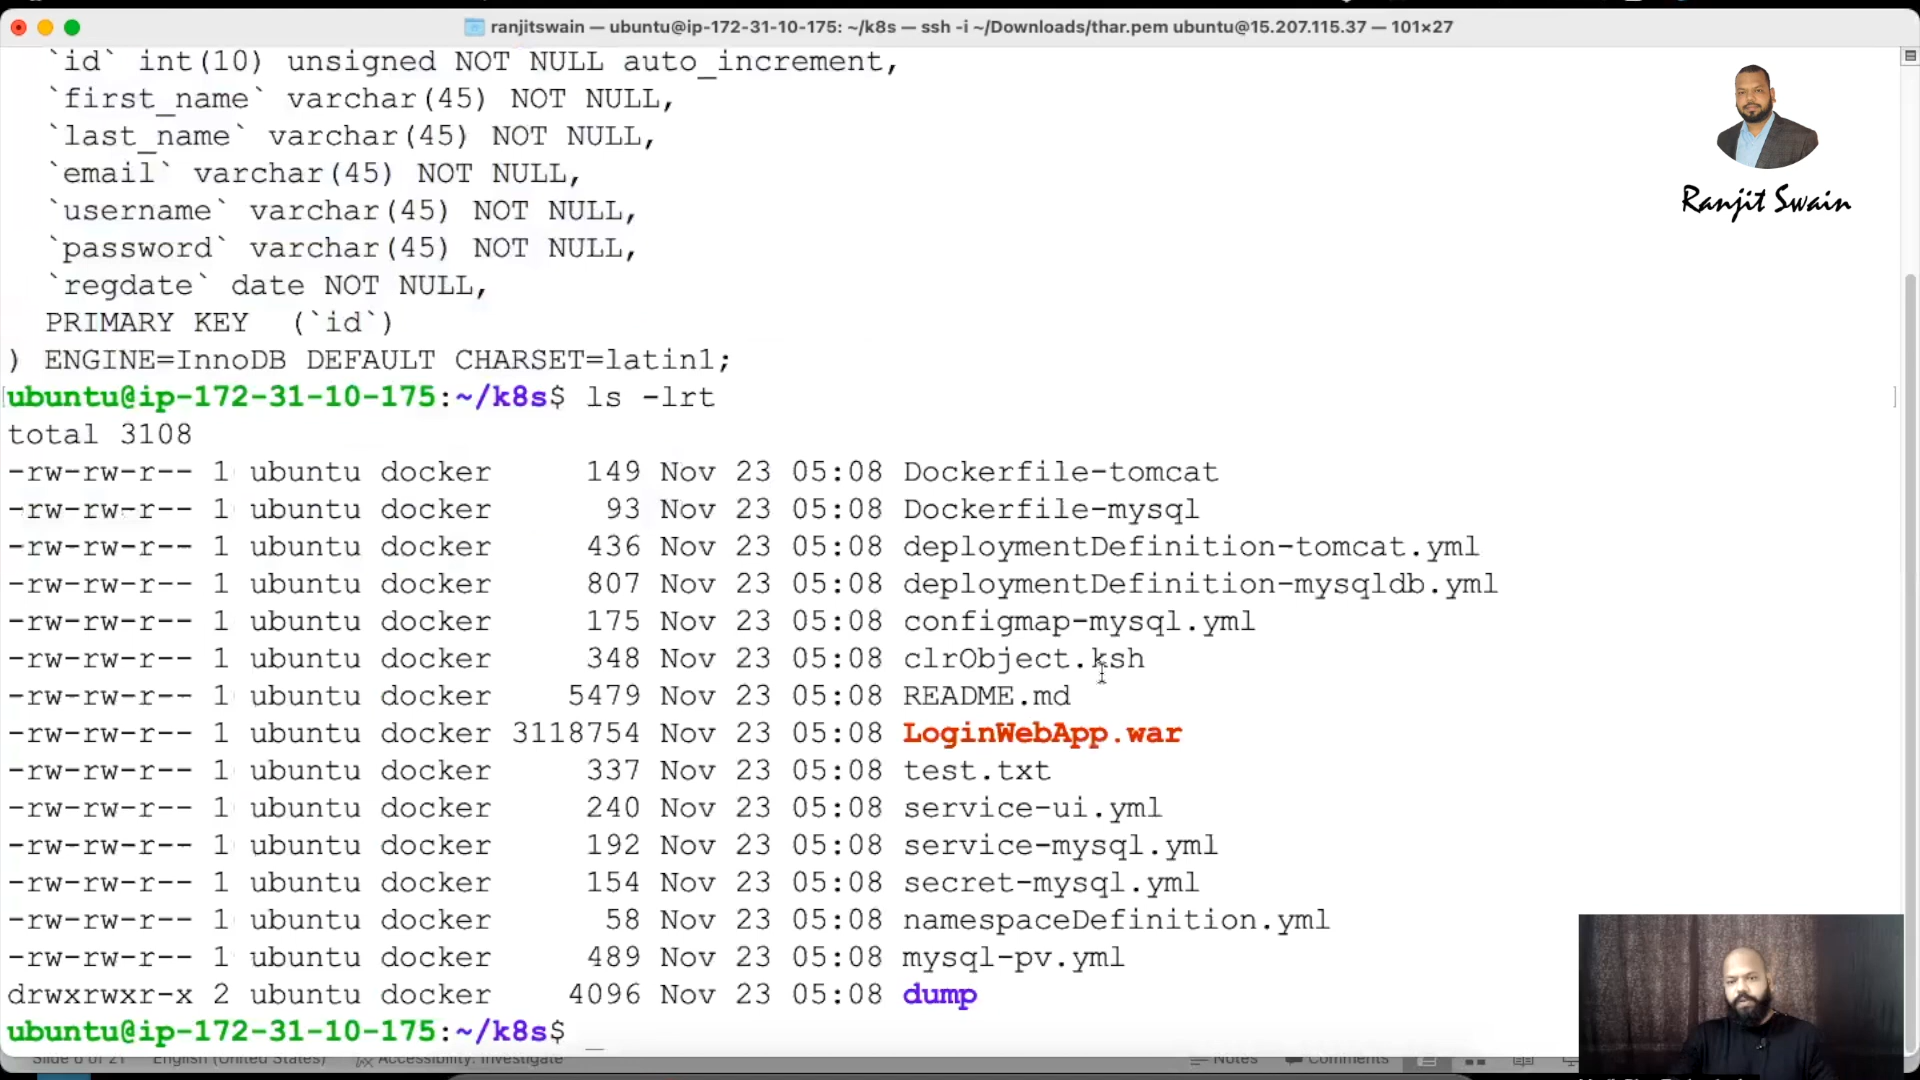 ranjitswain — ubuntu@ip-172-31-10-175: ~/k8s — ssh -i ~/Downloads/thar.pem ubuntu@15.207.115.37 — 101×27
`id` int(10) unsigned NOT NULL auto_increment,
`first_name` varchar(45) NOT NULL,
`last_name` varchar(45) NOT NULL,
`email` varchar(45) NOT NULL,
`username` varchar(45) NOT NULL,
`password` varchar(45) NOT NULL,
`regdate` date NOT NULL,
PRIMARY KEY  (`id`)
) ENGINE=InnoDB DEFAULT CHARSET=latin1;
Ranjit Swain
ubuntu@ip-172-31-10-175:~/k8s$ ls -lrt
total 3108
-rw-rw-r-- 1 ubuntu docker     149 Nov 23 05:08 Dockerfile-tomcat
-rw-rw-r-- 1 ubuntu docker      93 Nov 23 05:08 Dockerfile-mysql
-rw-rw-r-- 1 ubuntu docker     436 Nov 23 05:08 deploymentDefinition-tomcat.yml
-rw-rw-r-- 1 ubuntu docker     807 Nov 23 05:08 deploymentDefinition-mysqldb.yml
-rw-rw-r-- 1 ubuntu docker     175 Nov 23 05:08 configmap-mysql.yml
-rw-rw-r-- 1 ubuntu docker     348 Nov 23 05:08 clrObject.ksh
-rw-rw-r-- 1 ubuntu docker    5479 Nov 23 05:08 README.md
-rw-rw-r-- 1 ubuntu docker 3118754 Nov 23 05:08 LoginWebApp.war
-rw-rw-r-- 1 ubuntu docker     337 Nov 23 05:08 test.txt
-rw-rw-r-- 1 ubuntu docker     240 Nov 23 05:08 service-ui.yml
-rw-rw-r-- 1 ubuntu docker     192 Nov 23 05:08 service-mysql.yml
-rw-rw-r-- 1 ubuntu docker     154 Nov 23 05:08 secret-mysql.yml
-rw-rw-r-- 1 ubuntu docker      58 Nov 23 05:08 namespaceDefinition.yml
-rw-rw-r-- 1 ubuntu docker     489 Nov 23 05:08 mysql-pv.yml
drwxrwxr-x 2 ubuntu docker    4096 Nov 23 05:08 dump
ubuntu@ip-172-31-10-175:~/k8s$
Slide 6 of 21 English (United States) Accessibility: Investigate Notes Comments